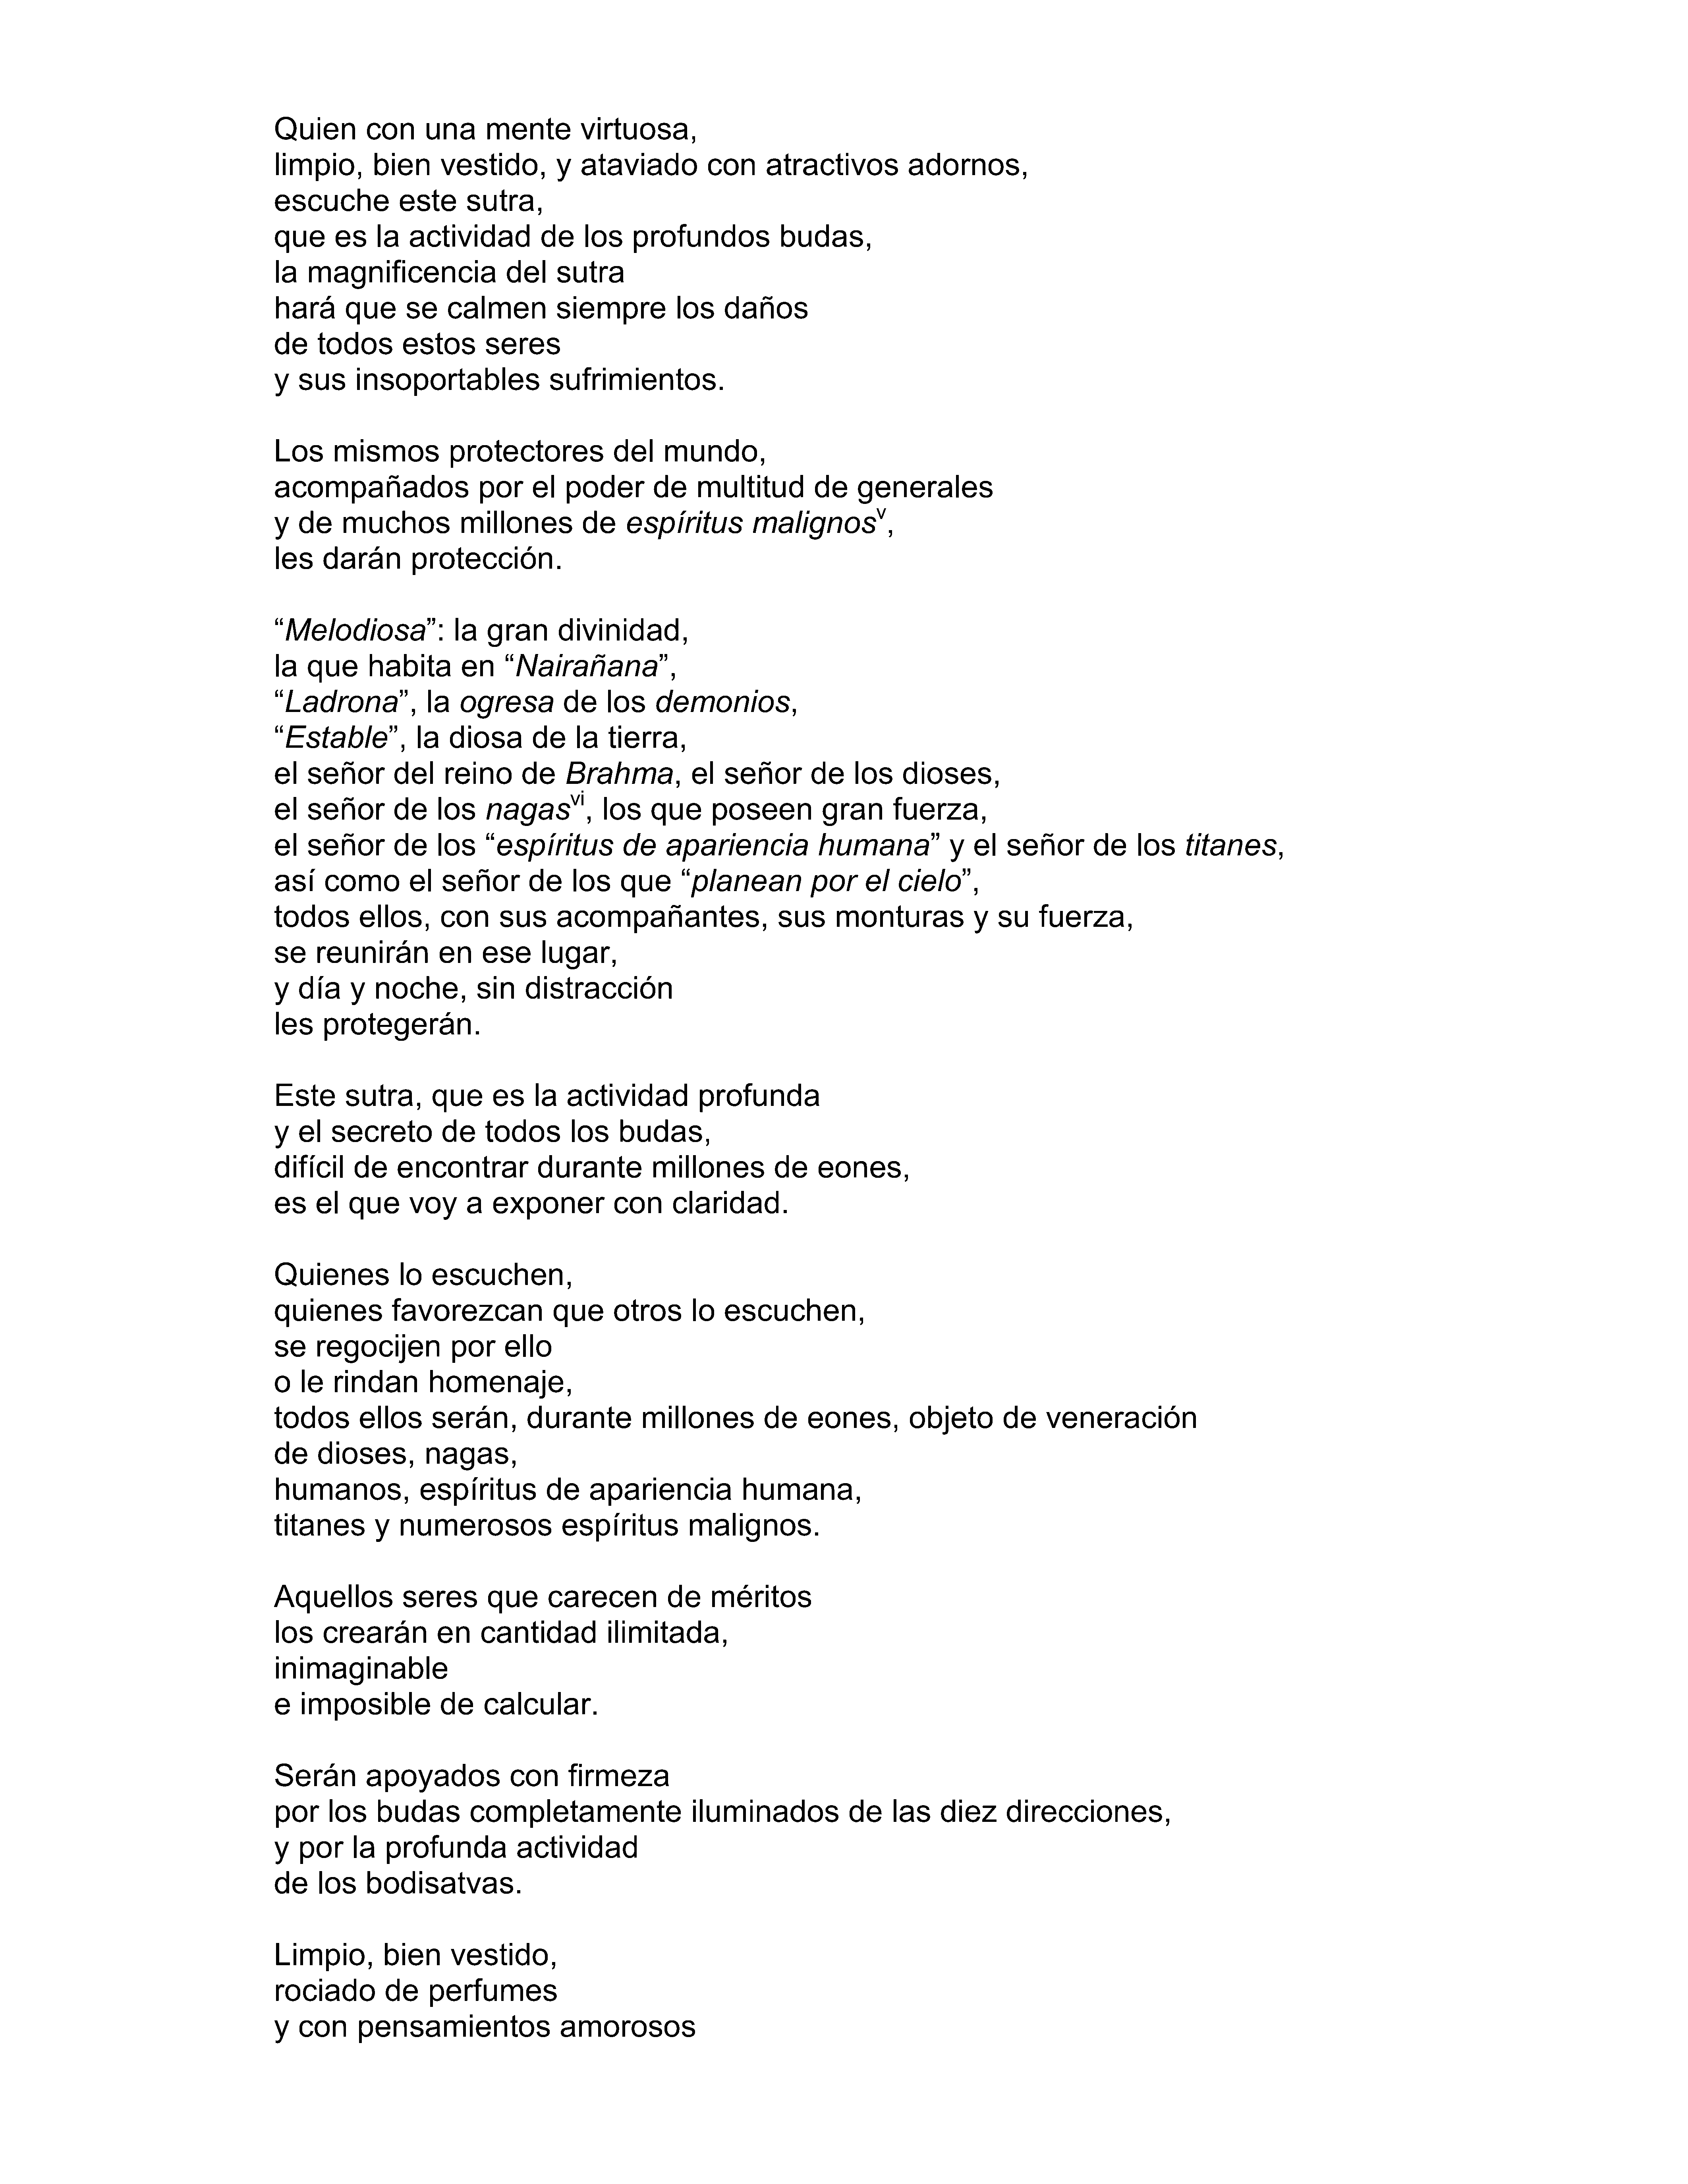 Quien con una mente virtuosa,
limpio, bien vestido, y ataviado con atractivos adornos,
escuche este sutra,
que es la actividad de los profundos budas,
la magnificencia del sutra
hará que se calmen siempre los daños
de todos estos seres
y sus insoportables sufrimientos.

Los mismos protectores del mundo,
acompañados por el poder de multitud de generales
y de muchos millones de espíritus malignosᵛ,
les darán protección.

“Melodiosa”: la gran divinidad,
la que habita en “Nairañana”,
“Ladrona”, la ogresa de los demonios,
“Estable”, la diosa de la tierra,
el señor del reino de Brahma, el señor de los dioses,
el señor de los nagasᵛⁱ, los que poseen gran fuerza,
el señor de los “espíritus de apariencia humana” y el señor de los titanes,
así como el señor de los que “planean por el cielo”,
todos ellos, con sus acompañantes, sus monturas y su fuerza,
se reunirán en ese lugar,
y día y noche, sin distracción
les protegerán.

Este sutra, que es la actividad profunda
y el secreto de todos los budas,
difícil de encontrar durante millones de eones,
es el que voy a exponer con claridad.

Quienes lo escuchen,
quienes favorezcan que otros lo escuchen,
se regocijen por ello
o le rindan homenaje,
todos ellos serán, durante millones de eones, objeto de veneración
de dioses, nagas,
humanos, espíritus de apariencia humana,
titanes y numerosos espíritus malignos.

Aquellos seres que carecen de méritos
los crearán en cantidad ilimitada,
inimaginable
e imposible de calcular.

Serán apoyados con firmeza
por los budas completamente iluminados de las diez direcciones,
y por la profunda actividad
de los bodisatvas.

Limpio, bien vestido,
rociado de perfumes
y con pensamientos amorosos